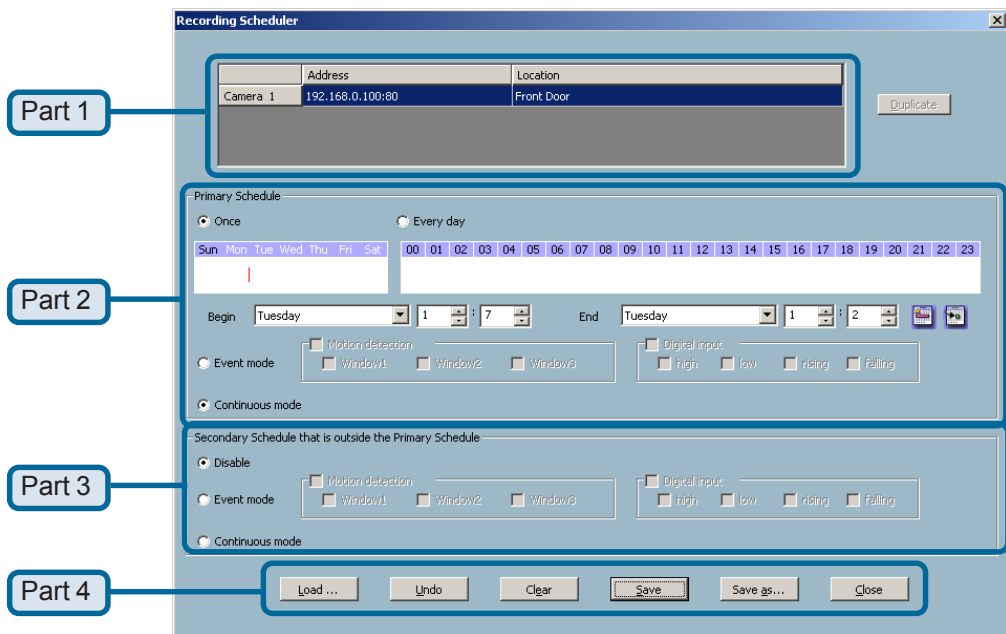 Recording Scheduler
Address Location
Camera 1 192.168.0.100:80 Front Door
Duplicate
Part 1
Primary Schedule
Once Every day
Sun Mon Tue Wed Thu Fri Sat 00 01 02 03 04 05 06 07 08 09 10 11 12 13 14 15 16 17 18 19 20 21 22 23
Part 2
Begin Tuesday 1 : 7 End Tuesday 1 : 2
Motion detection Digital input
Event mode Window1 Window2 Window3 high low rising falling
Continuous mode
Secondary Schedule that is outside the Primary Schedule
Disable
Part 3
Motion detection Digital input
Event mode Window1 Window2 Window3 high low rising falling
Continuous mode
Part 4
Load ... Undo Clear Save Save as... Close